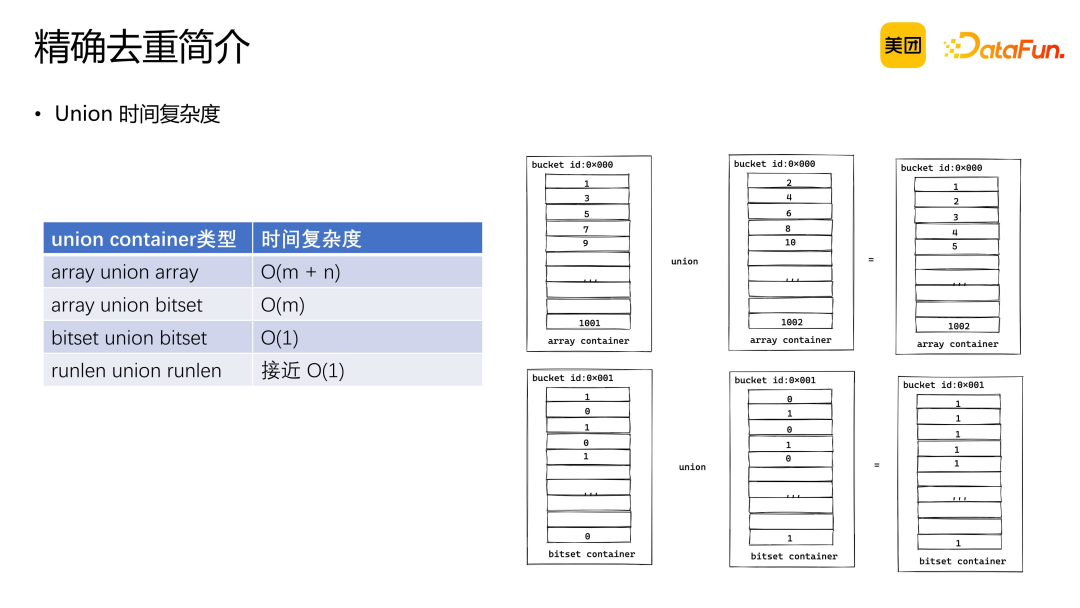 精确去重简介
美团
DataFun.
• Union 时间复杂度
union container类型 时间复杂度
array union array O(m + n)
array union bitset O(m)
bitset union bitset O(1)
runlen union runlen 接近 O(1)
bucket id:0×000
1
3
5
7
9
...
1001
array container
union
bucket id:0×000
2
4
6
8
10
...
1002
array container
=
bucket id:0×000
1
2
3
4
5
...
1002
array container
bucket id:0×001
1
0
1
0
1
...
0
bitset container
union
bucket id:0×001
0
1
0
1
0
...
1
bitset container
=
bucket id:0×001
1
1
1
1
1
...
1
bitset container